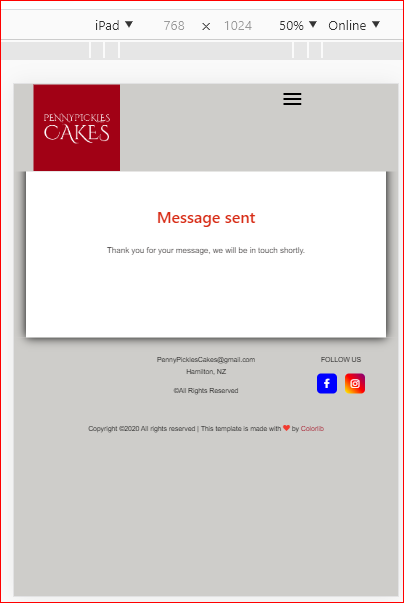 iPad ▼ 768 × 1024 50% ▼ Online ▼
PENNYPICKLES
CAKES
Message sent
Thank you for your message, we will be in touch shortly.
PennyPicklesCakes@gmail.com
Hamilton, NZ
©All Rights Reserved
FOLLOW US
Copyright ©2020 All rights reserved | This template is made with ❤ by Colorlib